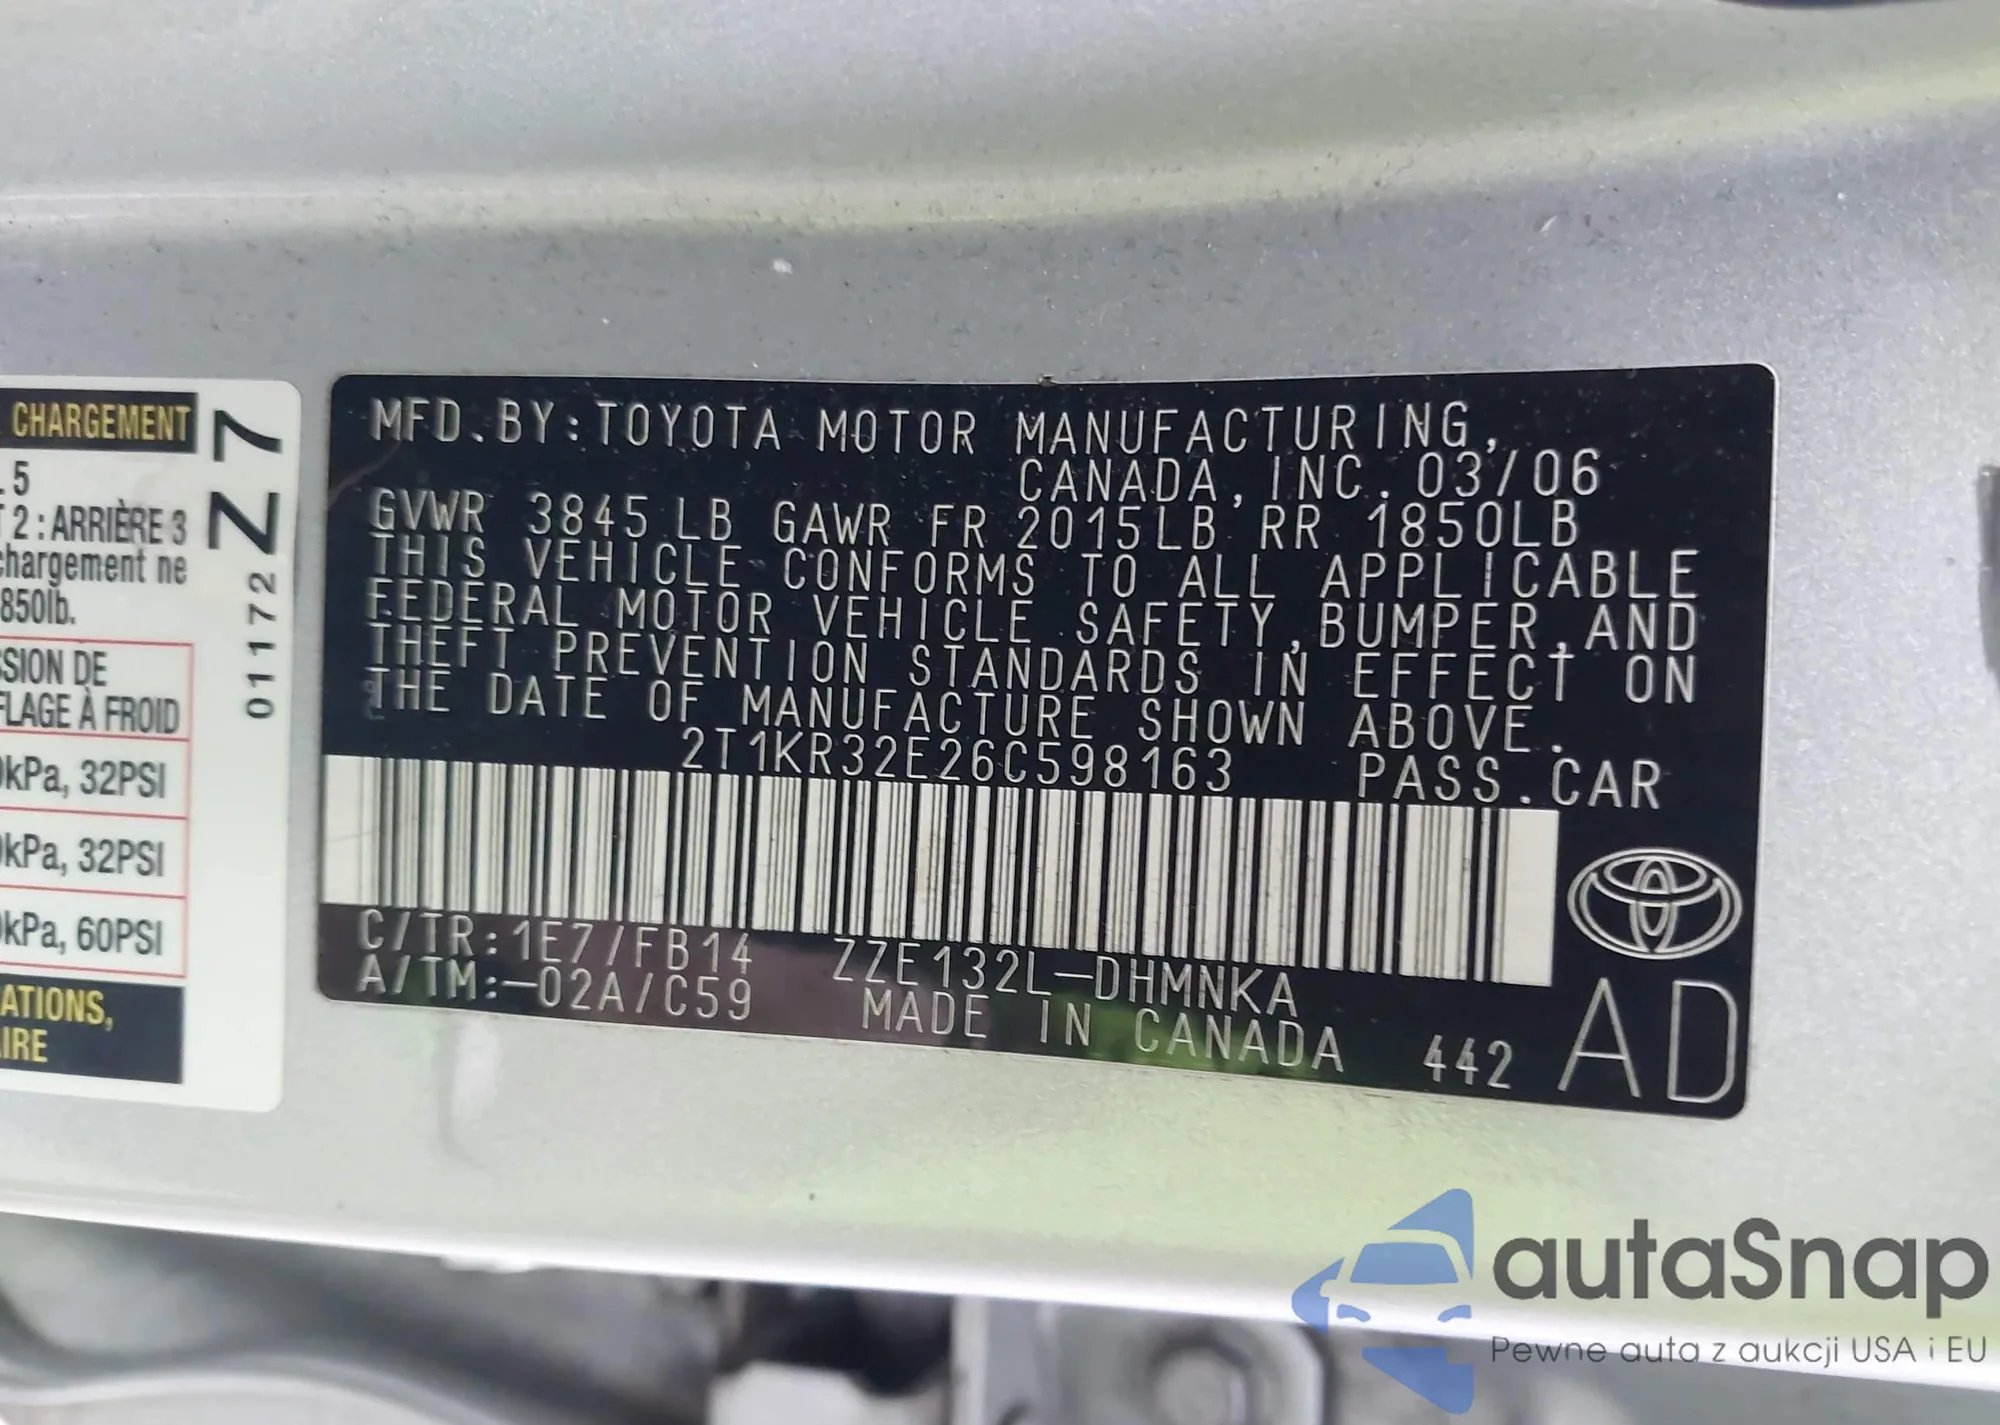 CHARGEMENT
5
2 : ARRIÈRE 3
chargement ne
850lb.
SION DE
FLAGE À FROID
kPa, 32PSI
kPa, 32PSI
kPa, 60PSI
ATIONS,
IRE
Z7
01172
MFD. BY: TOYOTA MOTOR MANUFACTURING,
CANADA, INC. 03/06
GVWR 3845 LB GAWR FR 2015LB RR 1850LB
THIS VEHICLE CONFORMS TO ALL APPLICABLE
FEDERAL MOTOR VEHICLE SAFETY, BUMPER, AND
THEFT PREVENTION STANDARDS IN EFFECT ON
THE DATE OF MANUFACTURE SHOWN ABOVE.
2T1KR32E26C598163 PASS. CAR
C/TR: 1E7/FB14 ZZE132L-DHMNKA
A/TM:-02A/C59 MADE IN CANADA 442 AD
autaSnap
Pewne auta z aukcji USA i EU